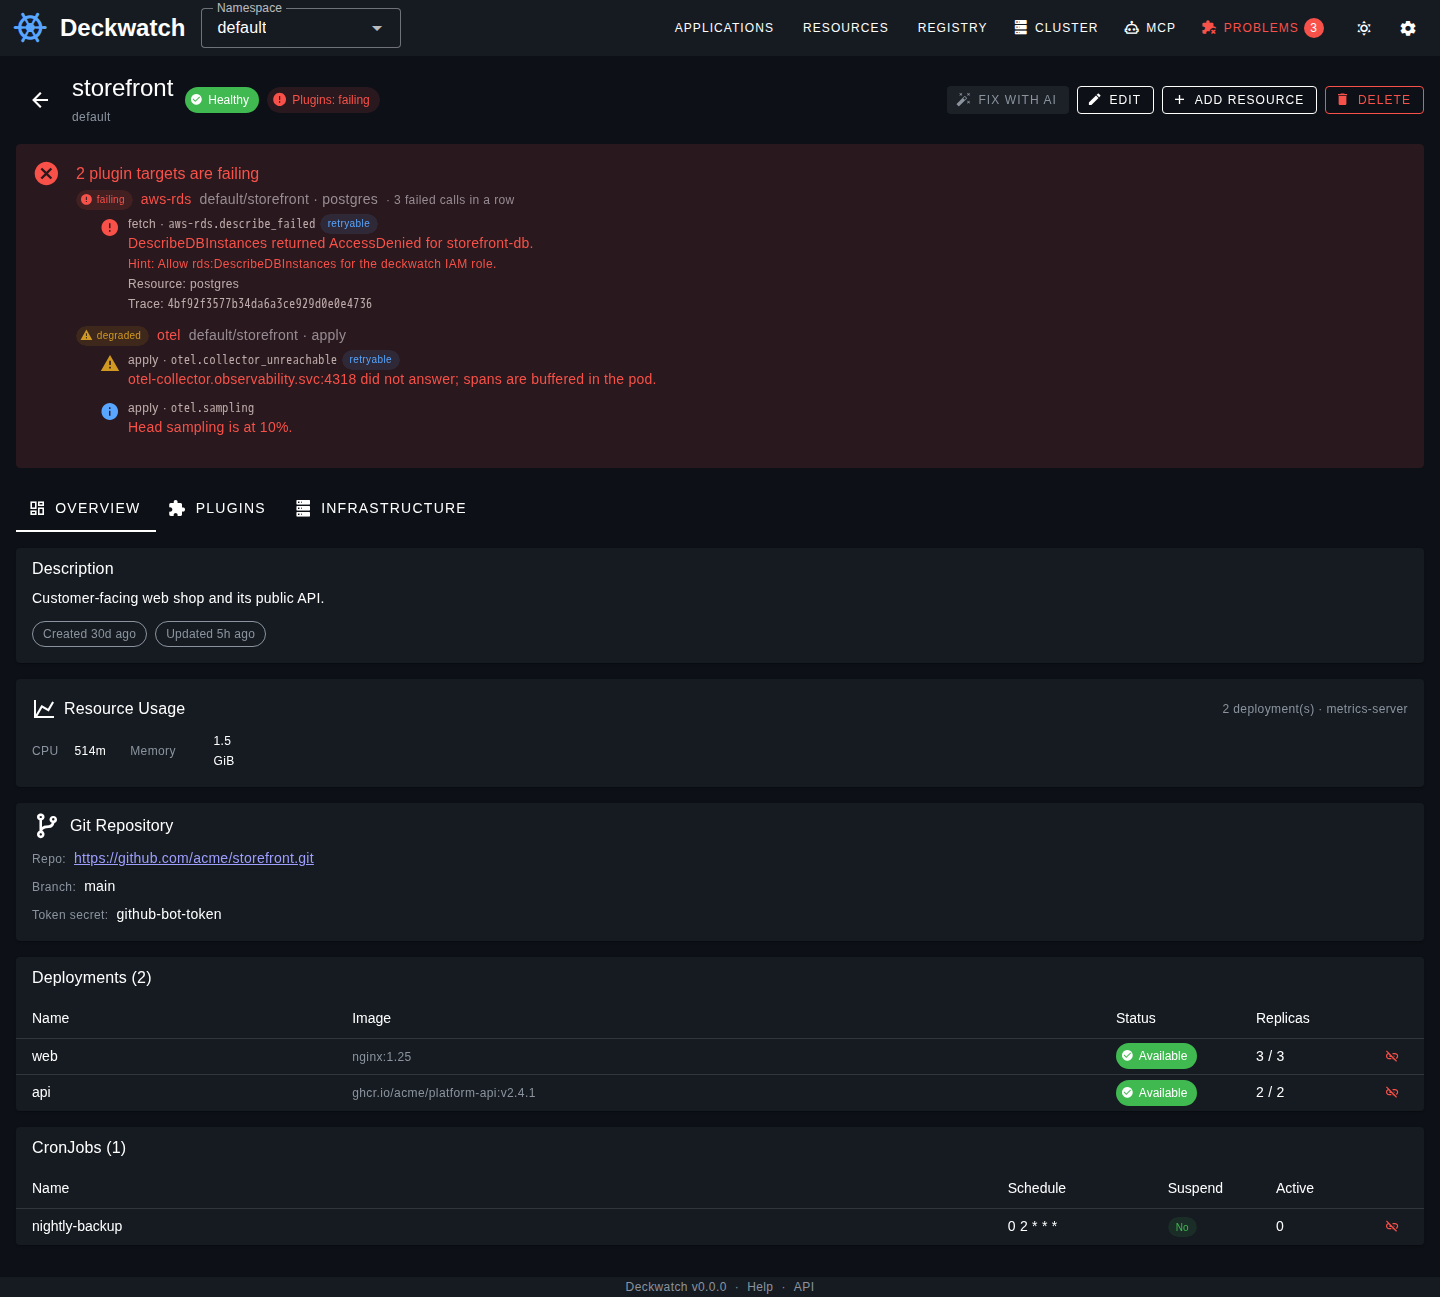 Deckwatch
Namespace
default
APPLICATIONS RESOURCES REGISTRY CLUSTER MCP PROBLEMS 3
storefront
default
Healthy
Plugins: failing
FIX WITH AI
EDIT
ADD RESOURCE
DELETE
2 plugin targets are failing
failing aws-rds default/storefront · postgres · 3 failed calls in a row
fetch · aws-rds.describe_failed retryable
DescribeDBInstances returned AccessDenied for storefront-db.
Hint: Allow rds:DescribeDBInstances for the deckwatch IAM role.
Resource: postgres
Trace: 4bf92f3577b34da6a3ce929d0e0e4736
degraded otel default/storefront · apply
apply · otel.collector_unreachable retryable
otel-collector.observability.svc:4318 did not answer; spans are buffered in the pod.
apply · otel.sampling
Head sampling is at 10%.
OVERVIEW PLUGINS INFRASTRUCTURE
Description
Customer-facing web shop and its public API.
Created 30d ago Updated 5h ago
Resource Usage 2 deployment(s) · metrics-server
CPU 514m Memory 1.5
GiB
Git Repository
Repo: https://github.com/acme/storefront.git
Branch: main
Token secret: github-bot-token
Deployments (2)
Name Image Status Replicas
web nginx:1.25 Available 3 / 3
api ghcr.io/acme/platform-api:v2.4.1 Available 2 / 2
CronJobs (1)
Name Schedule Suspend Active
nightly-backup 0 2 * * * No 0
Deckwatch v0.0.0 · Help · API